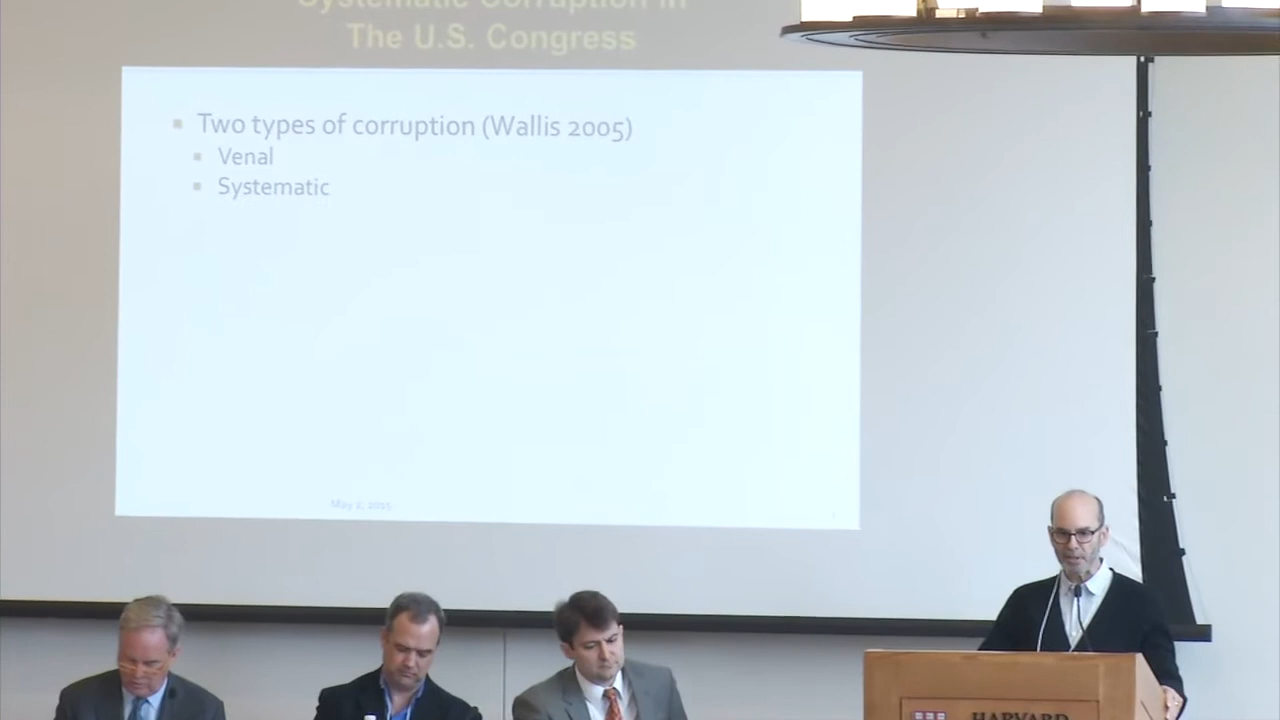 Systematic Corruption in
The U.S. Congress
Two types of corruption (Wallis 2005)
Venal
Systematic
May 2, 2015
HARVARD